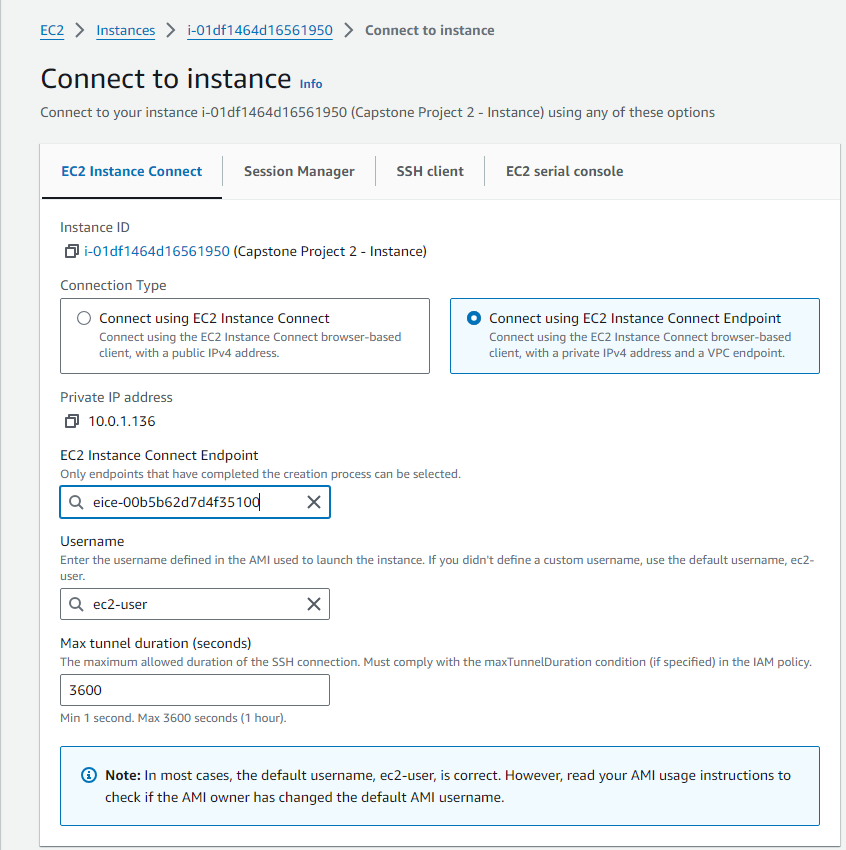 EC2 > Instances > i-01df1464d16561950 > Connect to instance
Connect to instance Info
Connect to your instance i-01df1464d16561950 (Capstone Project 2 - Instance) using any of these options
EC2 Instance Connect Session Manager SSH client EC2 serial console
Instance ID
i-01df1464d16561950 (Capstone Project 2 - Instance)
Connection Type
Connect using EC2 Instance Connect
Connect using the EC2 Instance Connect browser-based
client, with a public IPv4 address.
Connect using EC2 Instance Connect Endpoint
Connect using the EC2 Instance Connect browser-based
client, with a private IPv4 address and a VPC endpoint.
Private IP address
10.0.1.136
EC2 Instance Connect Endpoint
Only endpoints that have completed the creation process can be selected.
eice-00b5b62d7d4f35100
Username
Enter the username defined in the AMI used to launch the instance. If you didn't define a custom username, use the default username, ec2-
user.
ec2-user
Max tunnel duration (seconds)
The maximum allowed duration of the SSH connection. Must comply with the maxTunnelDuration condition (if specified) in the IAM policy.
3600
Min 1 second. Max 3600 seconds (1 hour).
Note: In most cases, the default username, ec2-user, is correct. However, read your AMI usage instructions to
check if the AMI owner has changed the default AMI username.